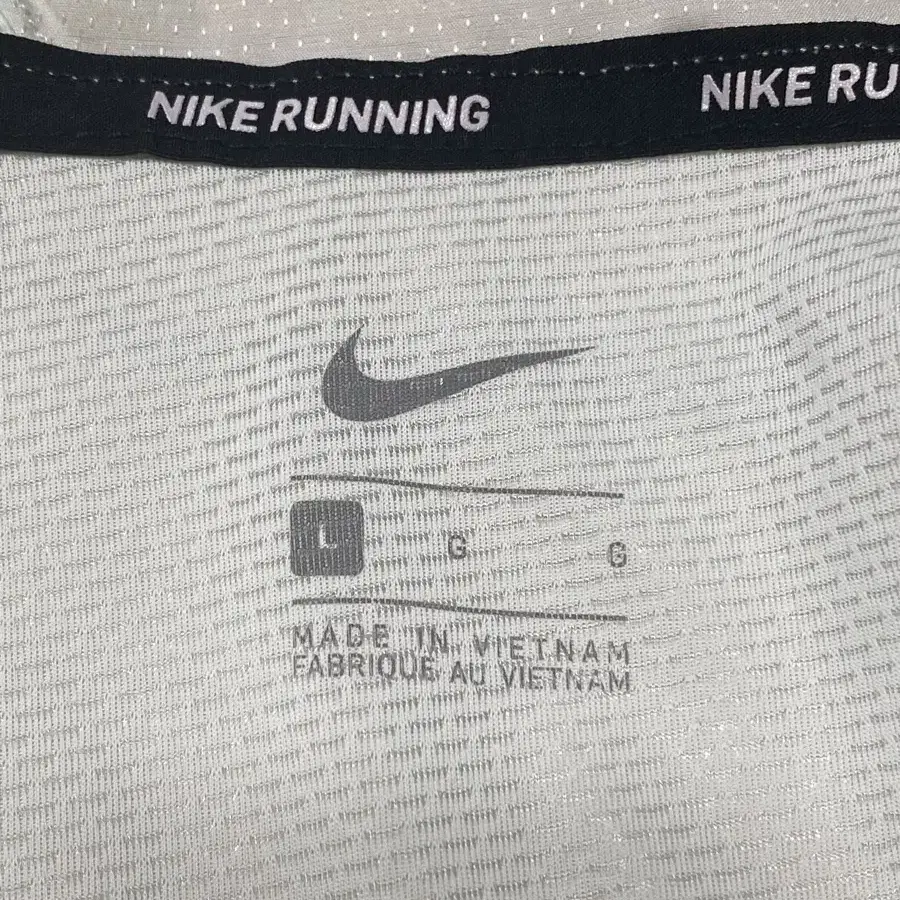 NIKE RUNNING NIKE RU
L G G
MADE IN VIETNAM
FABRIQUÉ AU VIETNAM